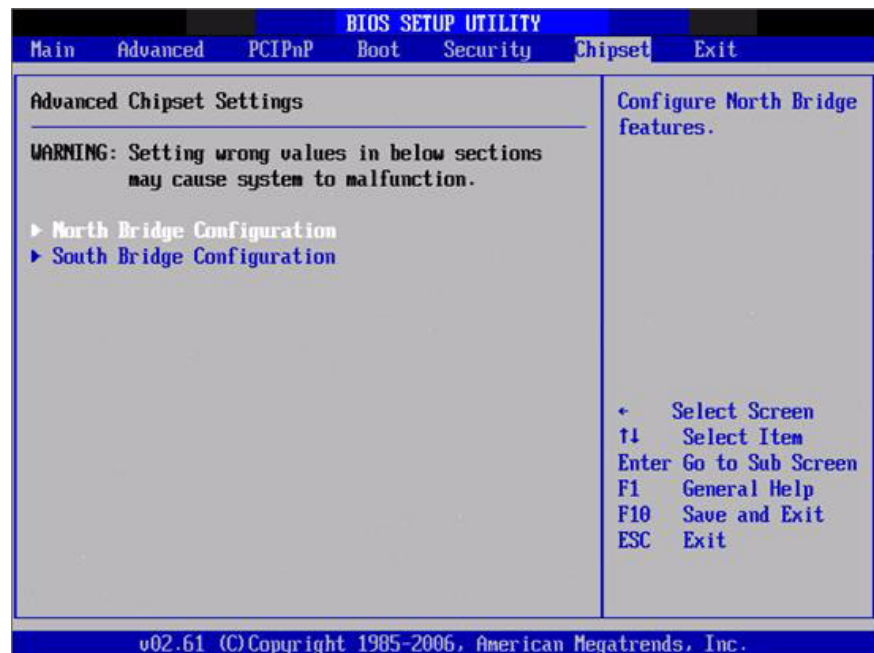 BIOS SETUP UTILITY
Main Advanced PCIPnP Boot Security Chipset Exit
Advanced Chipset Settings
WARNING: Setting wrong values in below sections
may cause system to malfunction.
▶ North Bridge Configuration
▶ South Bridge Configuration
Configure North Bridge
features.
← Select Screen
↑↓ Select Item
Enter Go to Sub Screen
F1 General Help
F10 Save and Exit
ESC Exit
v02.61 (C)Copyright 1985-2006, American Megatrends, Inc.